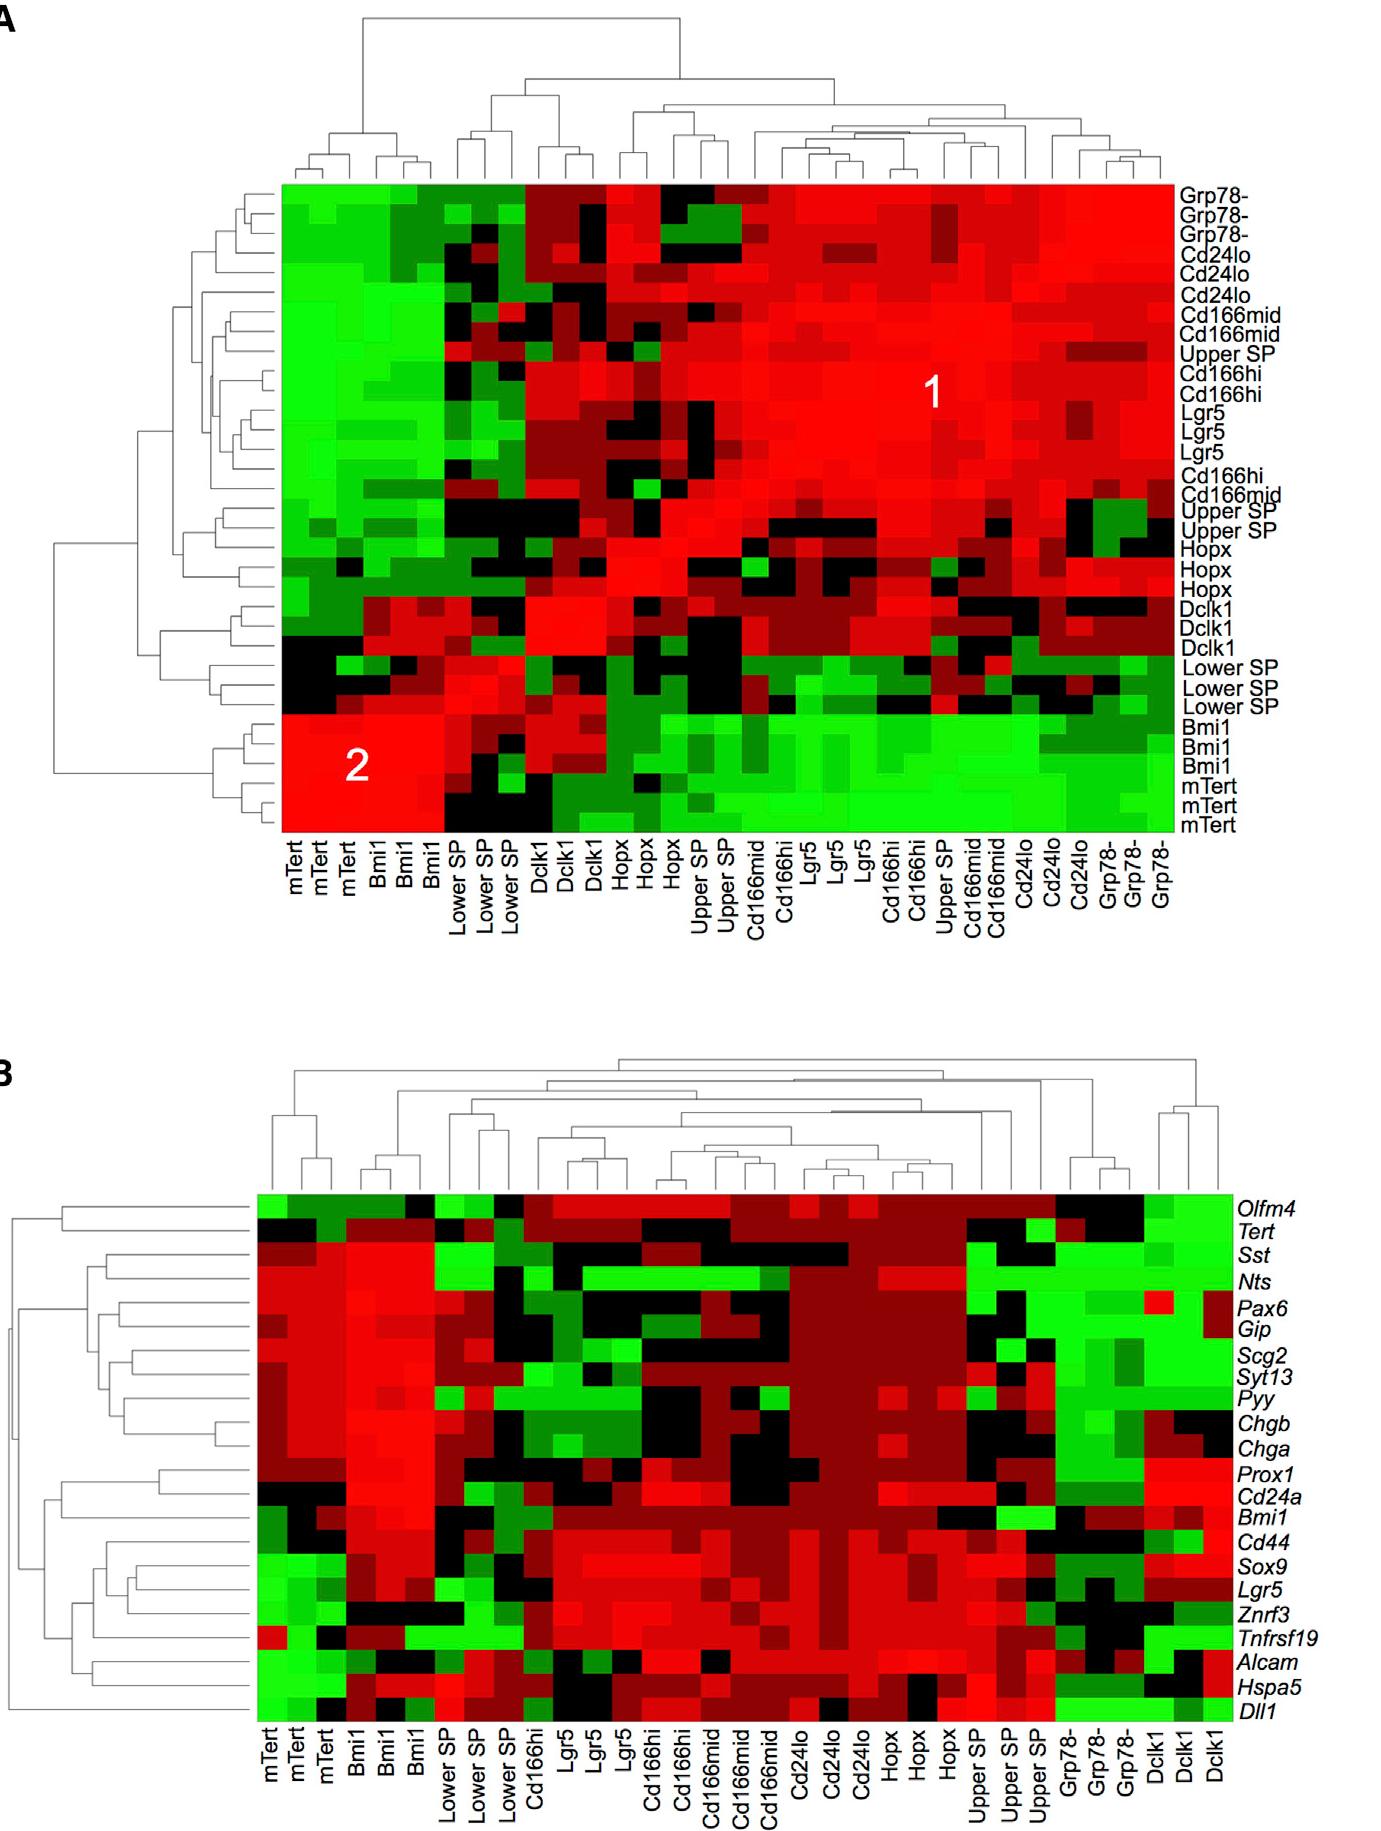 A
Grp78-
Grp78-
Grp78-
Cd24lo
Cd24lo
Cd24lo
Cd166mid
Cd166mid
Upper SP
Cd166hi
Cd166hi
Lgr5
Lgr5
Lgr5
Cd166hi
Cd166mid
Upper SP
Upper SP
Hopx
Hopx
Hopx
Dclk1
Dclk1
Dclk1
Lower SP
Lower SP
Lower SP
Bmi1
Bmi1
Bmi1
mTert
mTert
mTert
1
2
mTert
mTert
mTert
Bmi1
Bmi1
Bmi1
Lower SP
Lower SP
Lower SP
Dclk1
Dclk1
Dclk1
Hopx
Hopx
Hopx
Upper SP
Upper SP
Cd166mid
Cd166hi
Lgr5
Lgr5
Lgr5
Cd166hi
Cd166hi
Upper SP
Cd166mid
Cd166mid
Cd24lo
Cd24lo
Cd24lo
Grp78-
Grp78-
Grp78-
B
Olfm4
Tert
Sst
Nts
Pax6
Gip
Scg2
Syt13
Pyy
Chgb
Chga
Prox1
Cd24a
Bmi1
Cd44
Sox9
Lgr5
Znrf3
Tnfrsf19
Alcam
Hspa5
Dll1
mTert
mTert
mTert
Bmi1
Bmi1
Bmi1
Lower SP
Lower SP
Lower SP
Cd166hi
Lgr5
Lgr5
Lgr5
Cd166hi
Cd166hi
Cd166mid
Cd166mid
Cd166mid
Cd24lo
Cd24lo
Cd24lo
Hopx
Hopx
Hopx
Upper SP
Upper SP
Upper SP
Grp78-
Grp78-
Grp78-
Dclk1
Dclk1
Dclk1